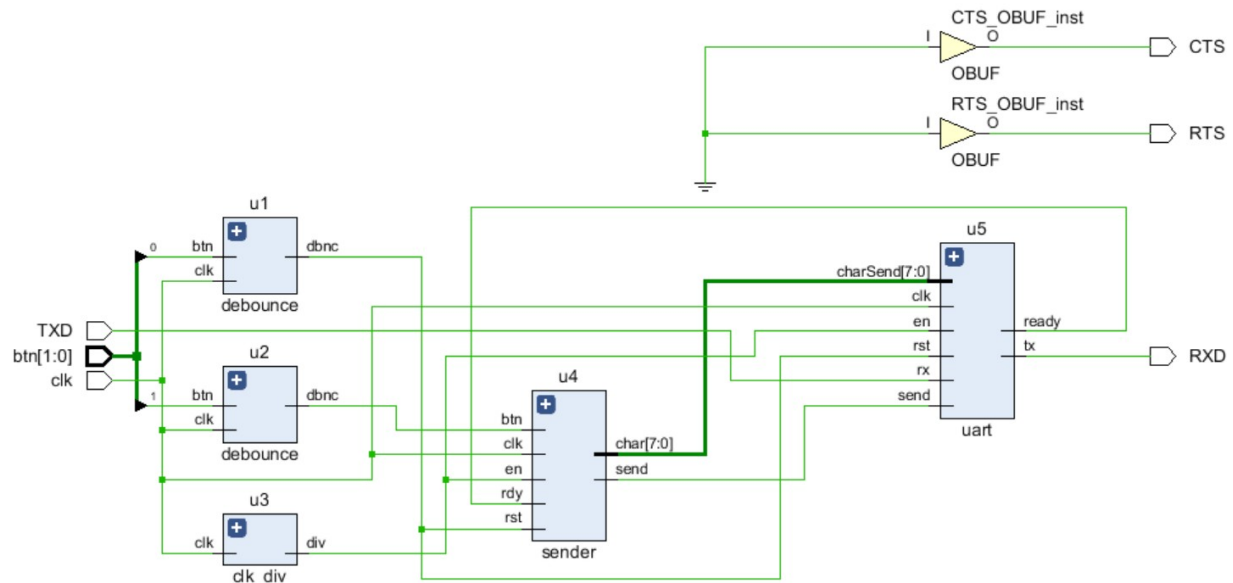 CTS_OBUF_inst
I
O
CTS
OBUF
RTS_OBUF_inst
I
O
RTS
OBUF
u1
0
btn
dbnc
clk
debounce
TXD
btn[1:0]
clk
u2
1
btn
dbnc
clk
debounce
u3
clk
div
clk_div
u4
btn
clk
en
rdy
rst
char[7:0]
send
sender
u5
charSend[7:0]
clk
en
rst
rx
send
ready
tx
uart
RXD